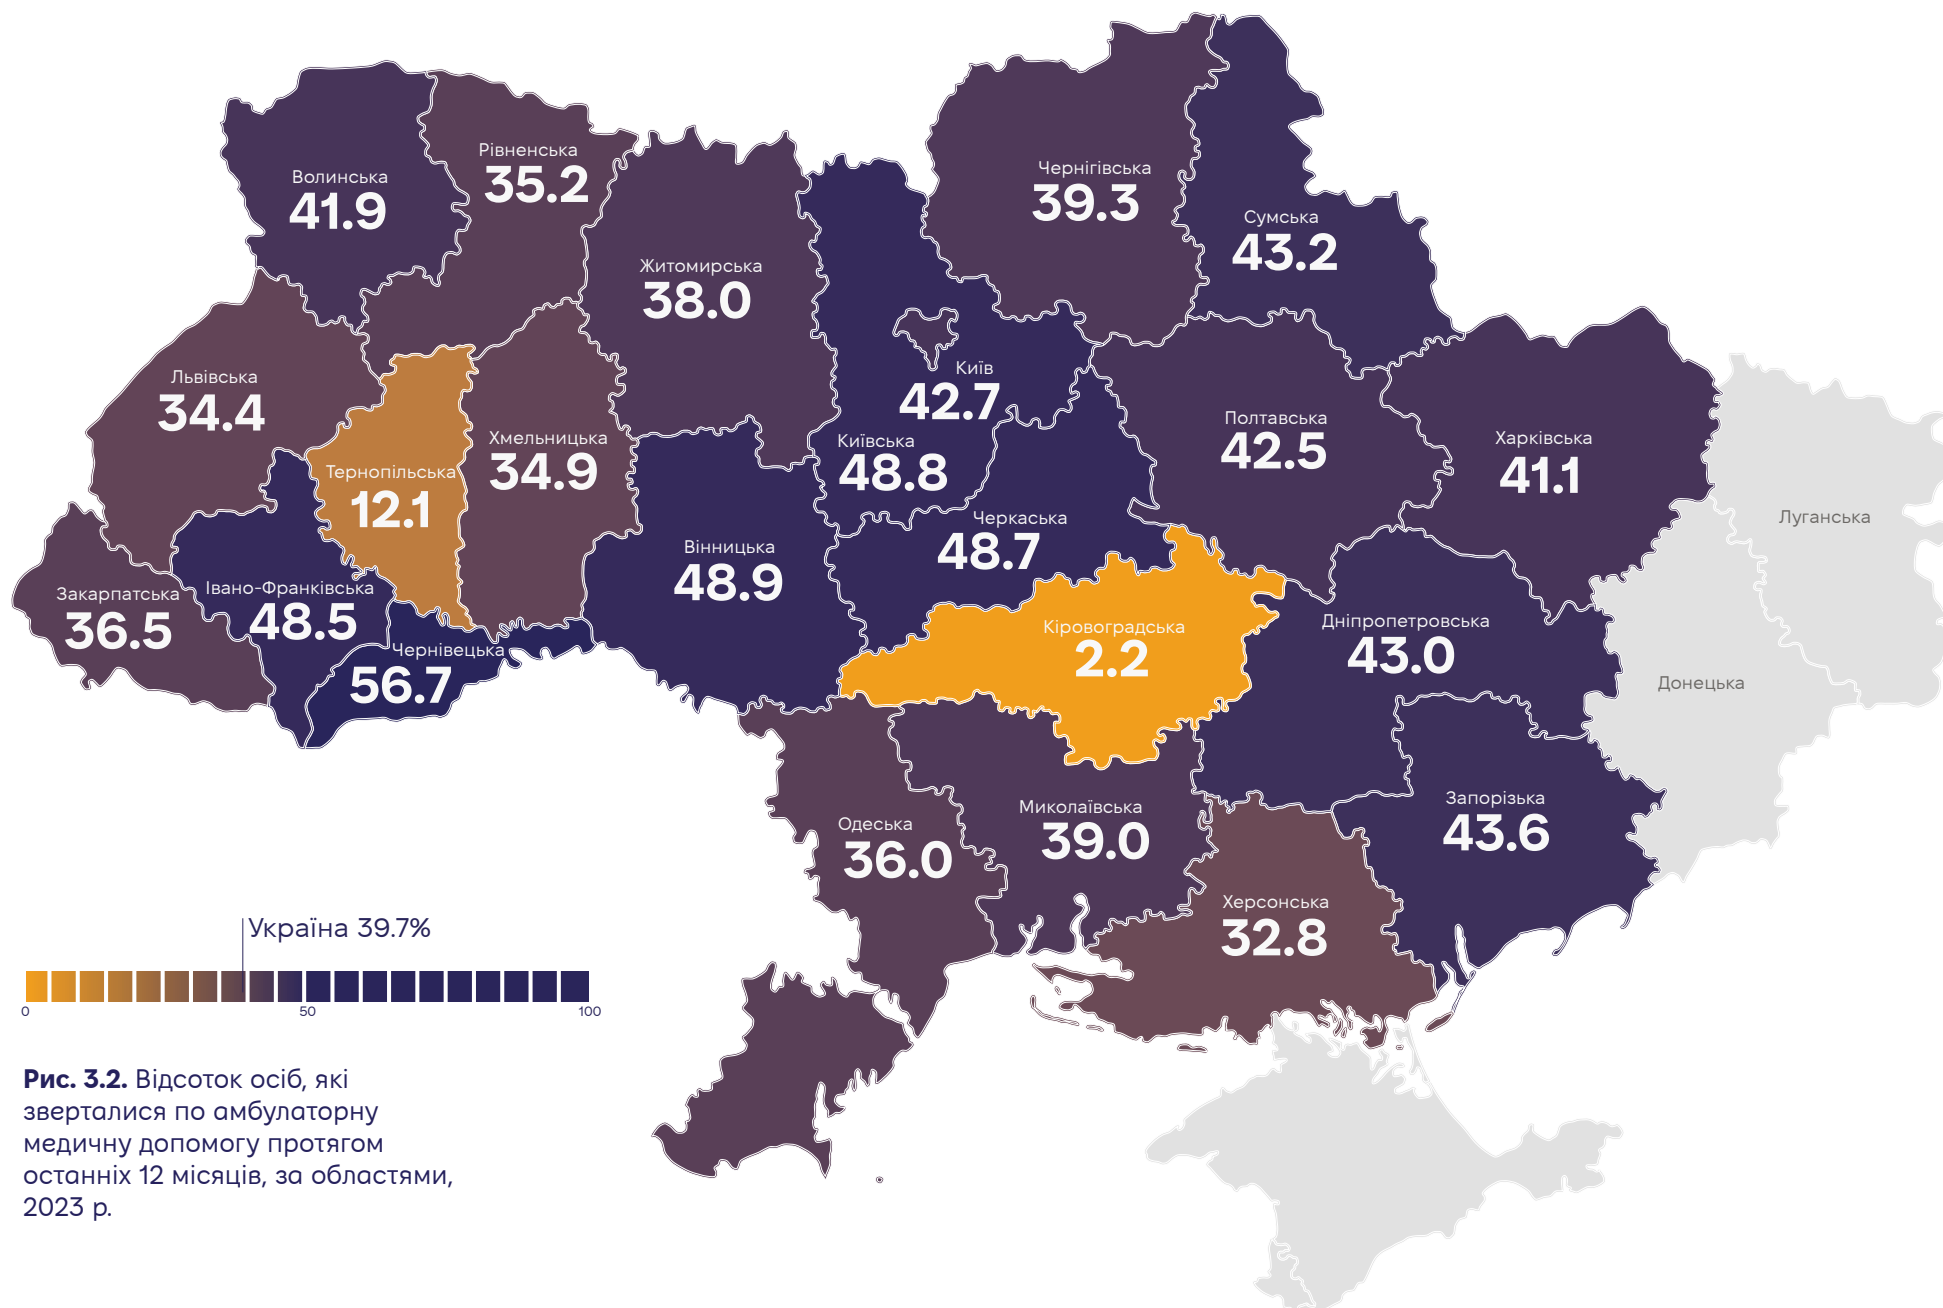 Чернігівська
39.3
Рівненська
35.2
Волинська
41.9
Сумська
43.2
Житомирська
38.0
Київ
42.7
Львівська
34.4
Полтавська
42.5
Хмельницька
34.9
Київська
48.8
Харківська
41.1
Тернопільська
12.1
Черкаська
48.7
Луганська
Вінницька
48.9
Закарпатська
36.5
Івано-Франківська
48.5
Кіровоградська
2.2
Дніпропетровська
43.0
Чернівецька
56.7
Донецька
Запорізька
43.6
Миколаївська
39.0
Одеська
36.0
Херсонська
32.8
Україна 39.7%
0 50 100
Рис. 3.2. Відсоток осіб, які
зверталися по амбулаторну
медичну допомогу протягом
останніх 12 місяців, за областями,
2023 р.